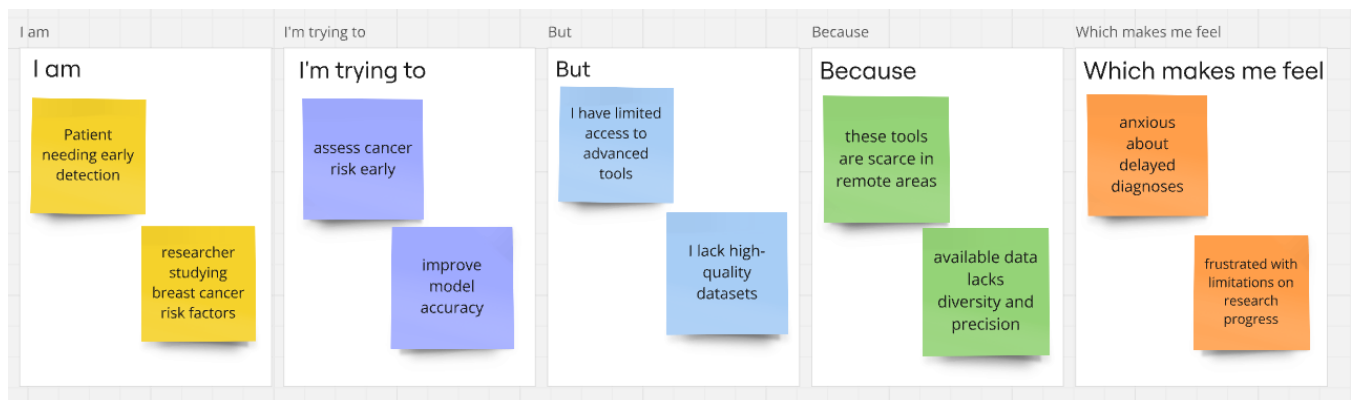 I am
I'm trying to
But
Because
Which makes me feel
I am
Patient
needing early
detection
researcher
studying
breast cancer
risk factors
I'm trying to
assess cancer
risk early
improve
model
accuracy
But
I have limited
access to
advanced
tools
I lack high-
quality
datasets
Because
these tools
are scarce in
remote areas
available data
lacks
diversity and
precision
Which makes me feel
anxious
about
delayed
diagnoses
frustrated with
limitations on
research
progress